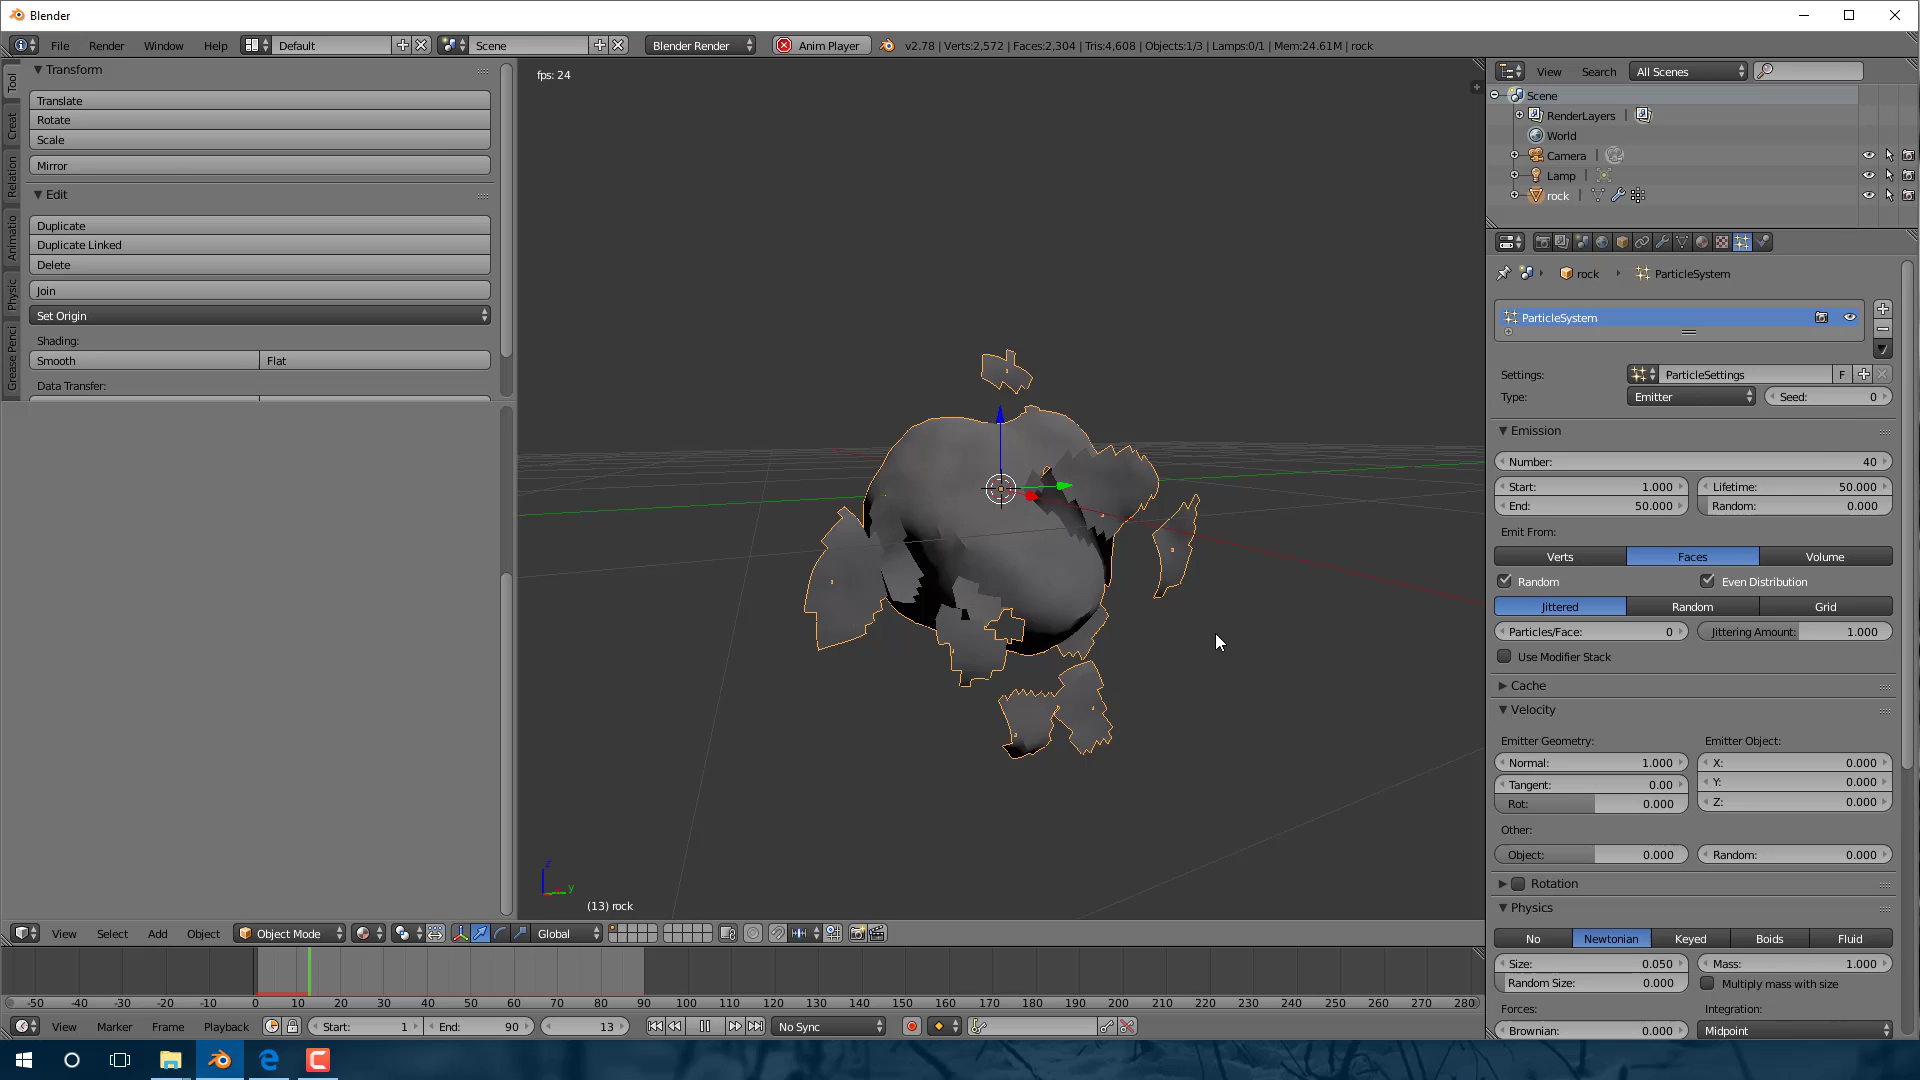 Blender
File Render Window Help Default Scene Blender Render Anim Player v2.78 | Verts:2,572 | Faces:2,304 | Tris:4,608 | Objects:1/3 | Lamps:0/1 | Mem:24.61M | rock
Tool
Creat
Relation
Animatio
Physic
Grease Penci
Transform
Translate
Rotate
Scale
Mirror
Edit
Duplicate
Duplicate Linked
Delete
Join
Set Origin
Shading:
Smooth Flat
Data Transfer:
fps: 24
z
y
(13) rock
View Search All Scenes
Scene
RenderLayers |
World
Camera |
Lamp |
rock |
rock ParticleSystem
ParticleSystem
Settings: ParticleSettings F
Type: Emitter Seed: 0
Emission
Number: 40
Start: 1.000 Lifetime: 50.000
End: 50.000 Random: 0.000
Emit From:
Verts Faces Volume
Random Even Distribution
Jittered Random Grid
Particles/Face: 0 Jittering Amount: 1.000
Use Modifier Stack
Cache
Velocity
Emitter Geometry: Emitter Object:
Normal: 1.000 X: 0.000
Tangent: 0.00 Y: 0.000
Rot: 0.000 Z: 0.000
Other:
Object: 0.000 Random: 0.000
Rotation
Physics
No Newtonian Keyed Boids Fluid
Size: 0.050 Mass: 1.000
Random Size: 0.000 Multiply mass with size
Forces: Integration:
Brownian: 0.000 Midpoint
View Select Add Object Object Mode Global
-50 -40 -30 -20 -10 0 10 20 30 40 50 60 70 80 90 100 110 120 130 140 150 160 170 180 190 200 210 220 230 240 250 260 270 280
View Marker Frame Playback Start: 1 End: 90 13 No Sync